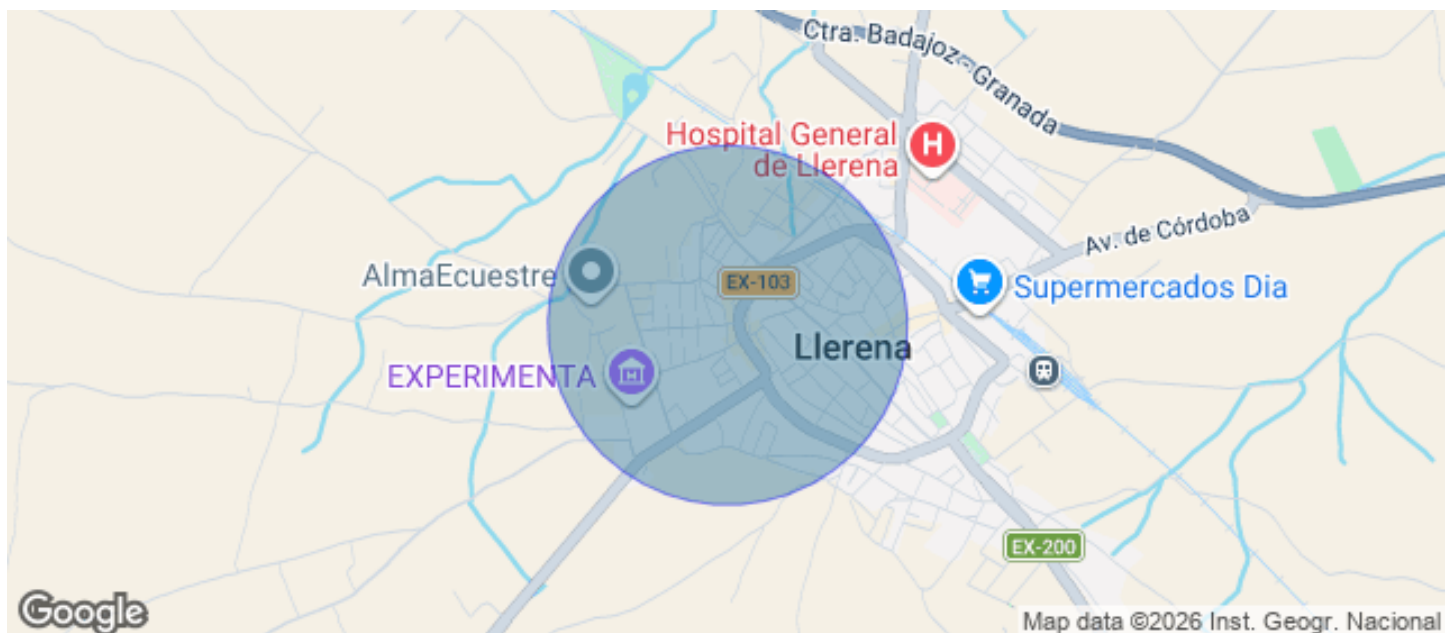 Ctra. Badajoz - Granada
Hospital General
de Llerena
H
Av. de Córdoba
AlmaEcuestre
EX-103
Supermercados Dia
Llerena
EXPERIMENTA
EX-200
Google
Map data ©2026 Inst. Geogr. Nacional